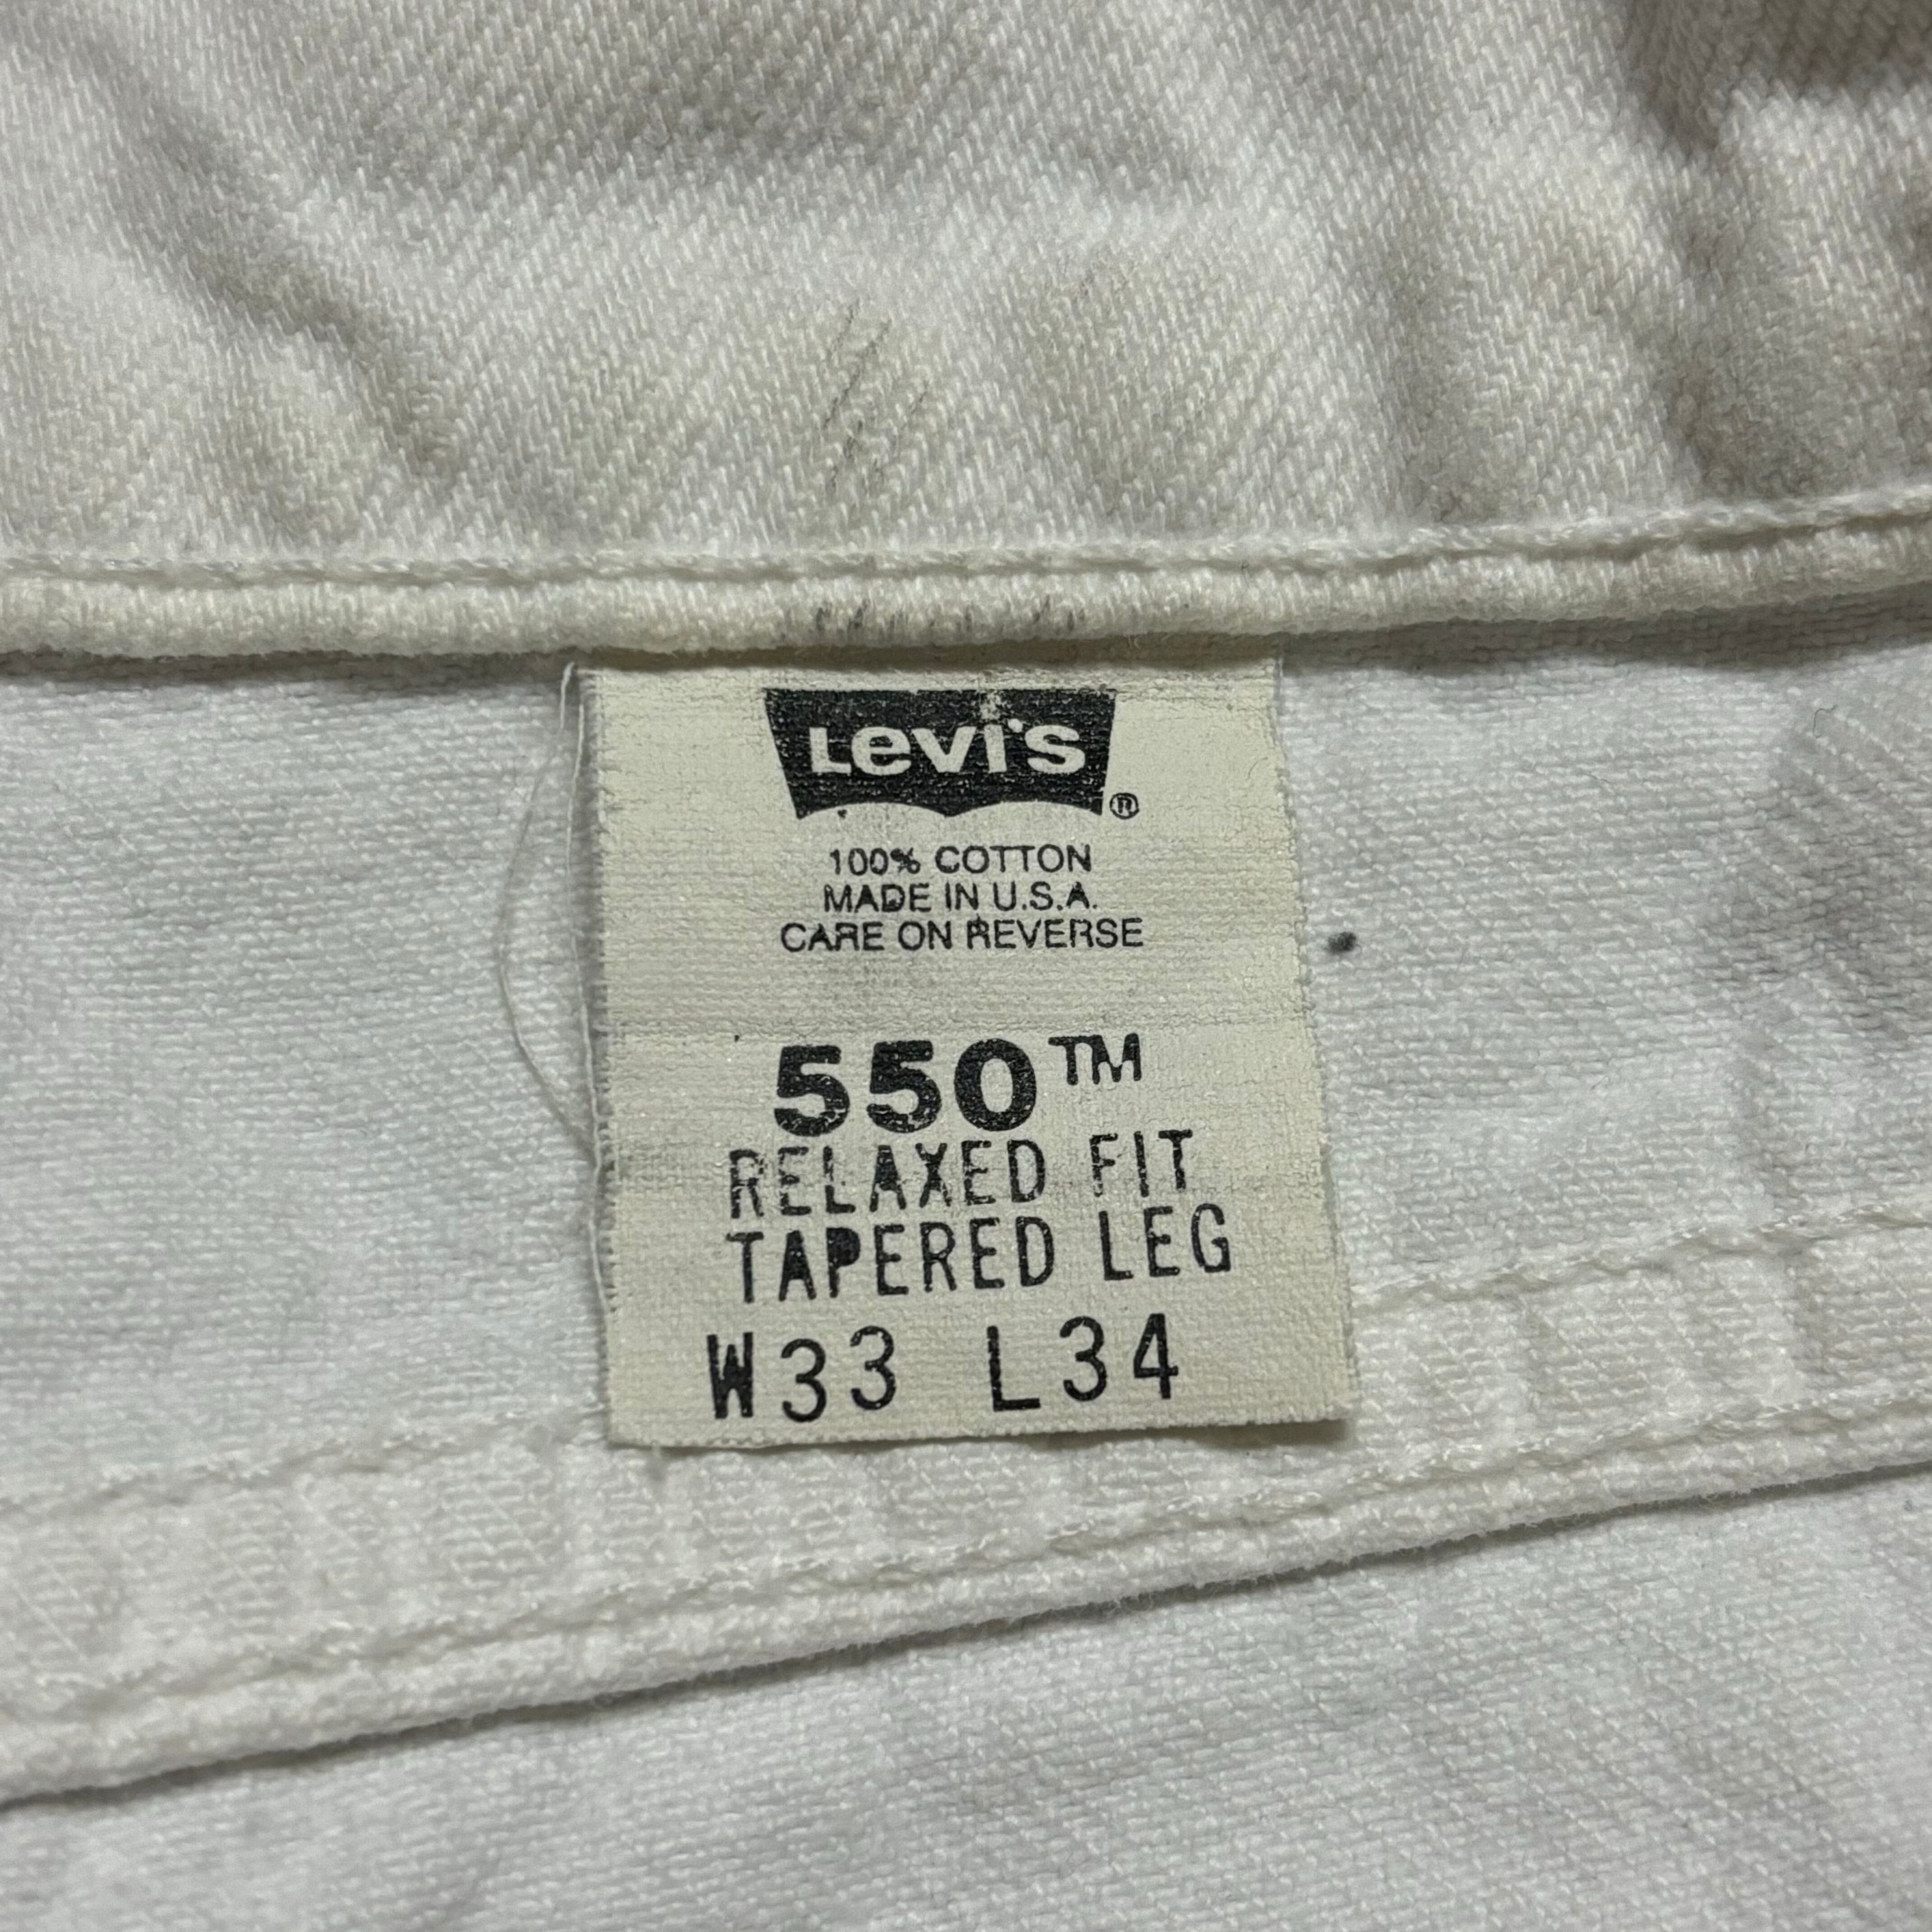 Levi's ®
100% COTTON
MADE IN U.S.A.
CARE ON REVERSE
550™
RELAXED FIT
TAPERED LEG
W33 L34